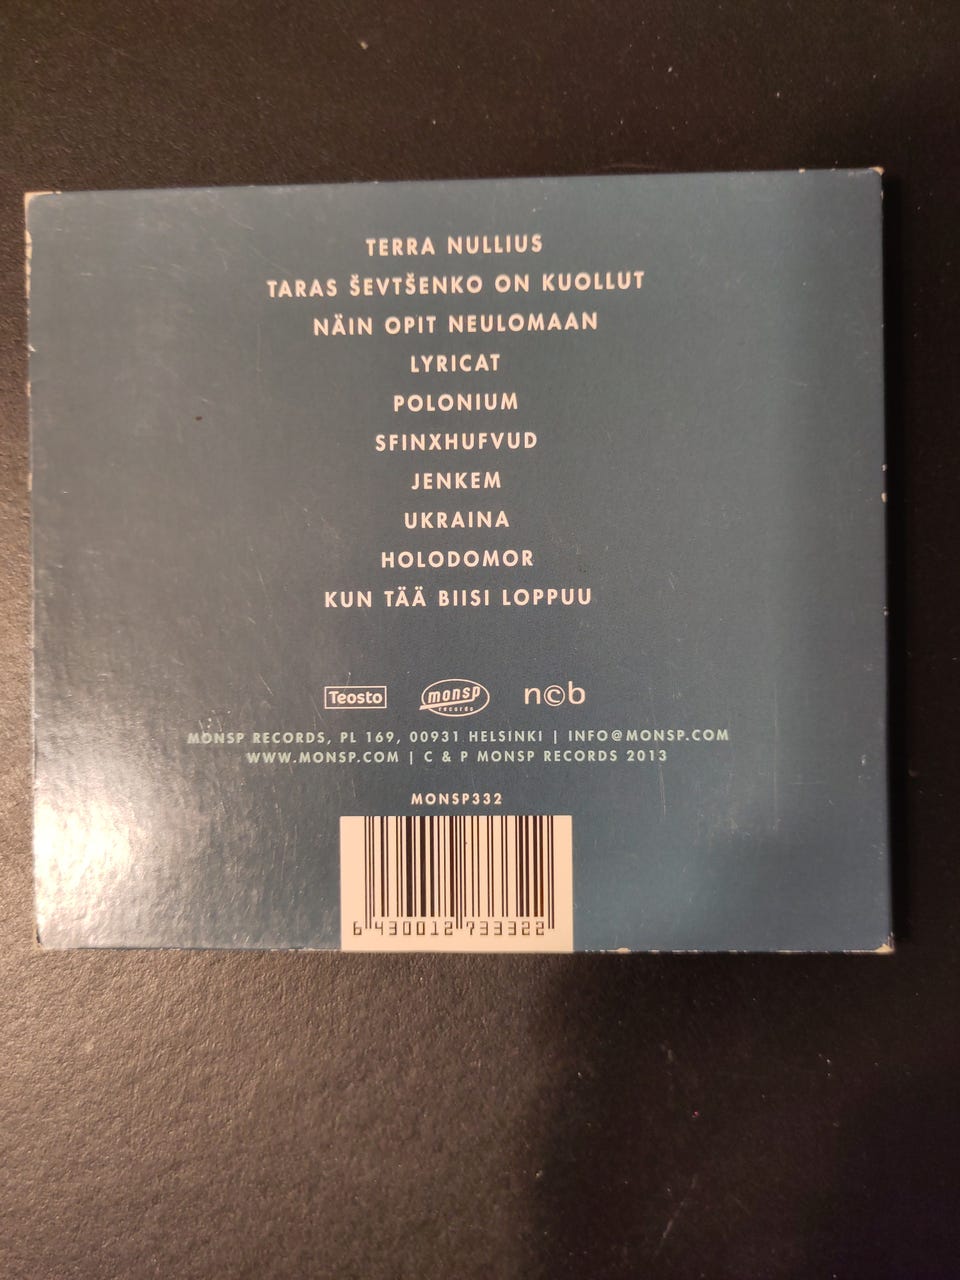 TERRA NULLIUS
TARAS ŠEVTŠENKO ON KUOLLUT
NÄIN OPIT NEULOMAAN
LYRICAT
POLONIUM
SFINXHUFVUD
JENKEM
UKRAINA
HOLODOMOR
KUN TÄÄ BIISI LOPPUU
Teosto monsp records n©b
MONSP RECORDS, PL 169, 00931 HELSINKI | INFO@MONSP.COM
WWW.MONSP.COM | C & P MONSP RECORDS 2013
MONSP332
6 430012 733322